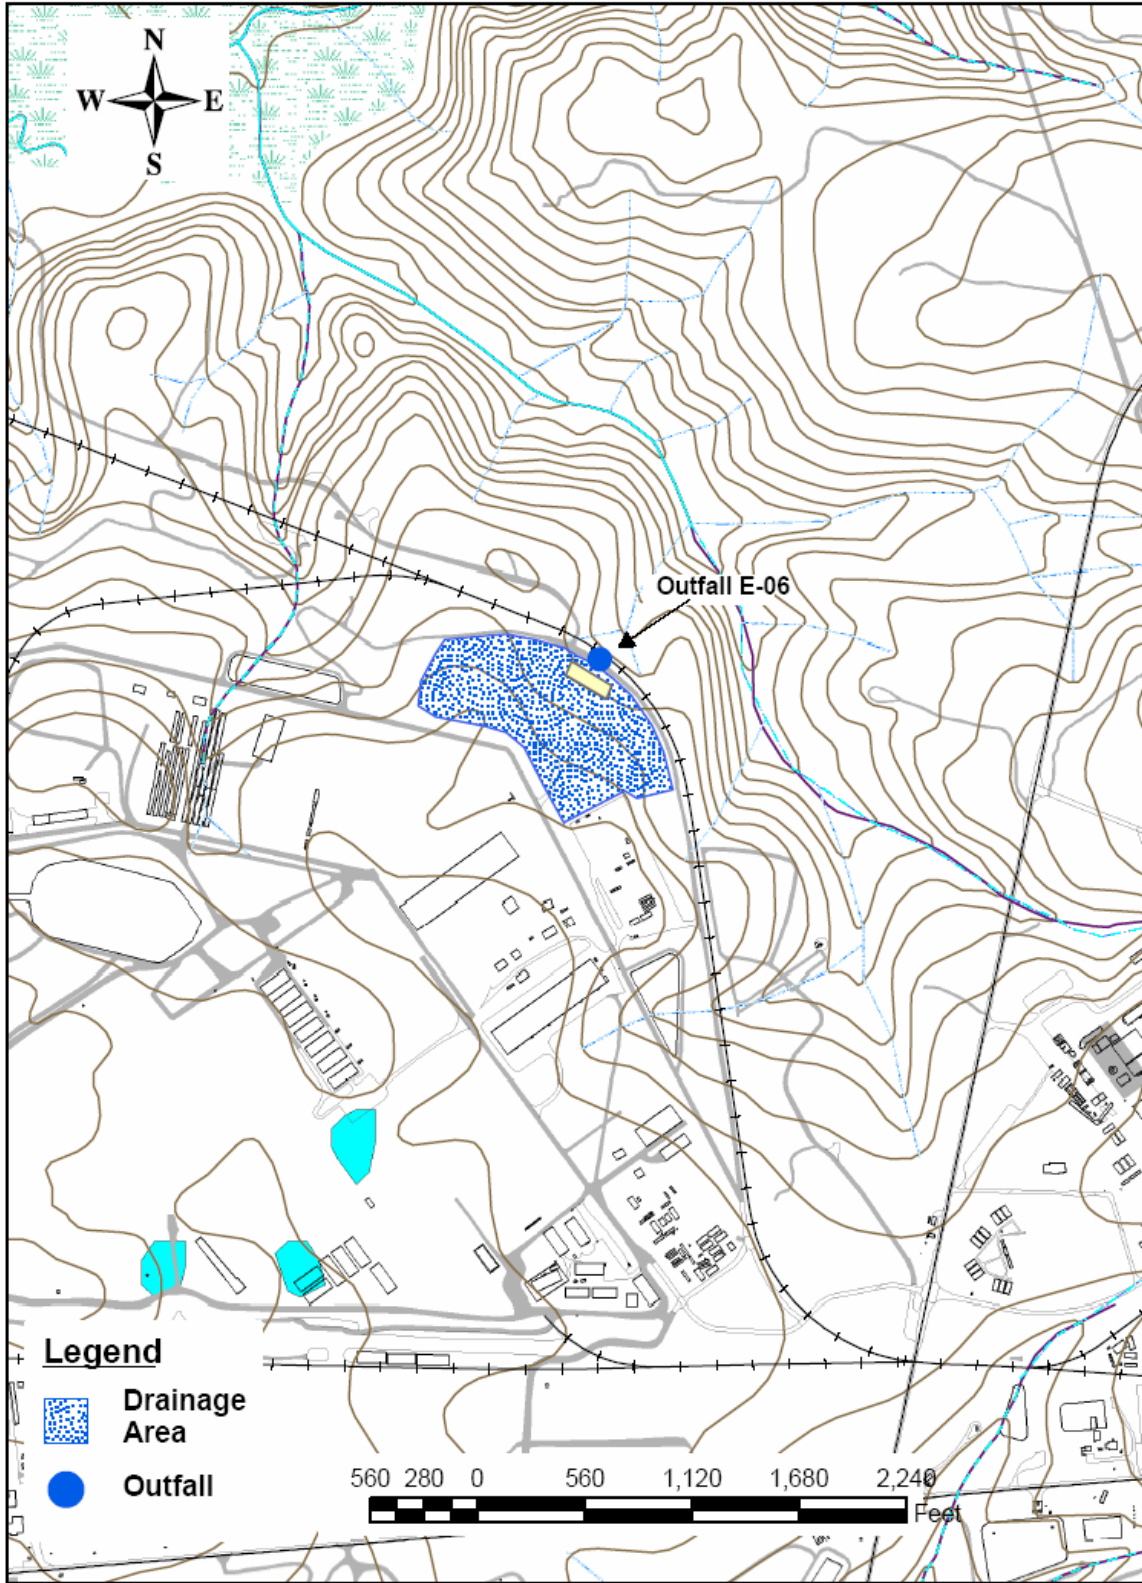 N
W E
S
Outfall E-06
Legend
Drainage
Area
Outfall
560 280 0 560 1,120 1,680 2,240
Feet